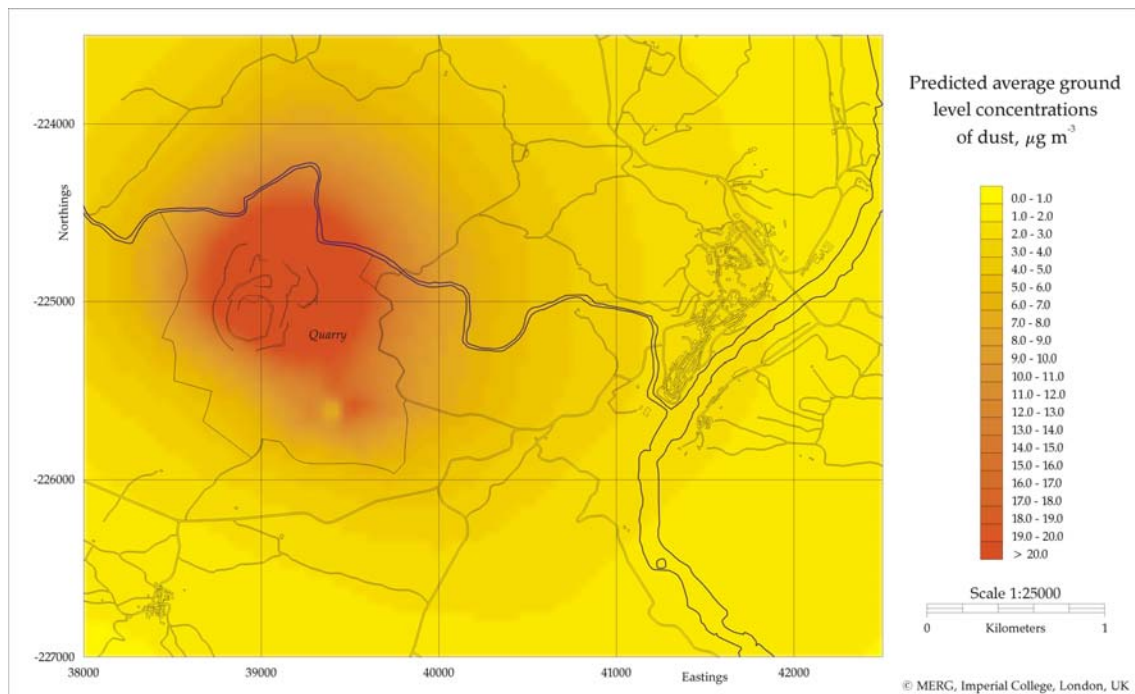 Predicted average ground
level concentrations
of dust, µg m-3
0.0 - 1.0
1.0 - 2.0
2.0 - 3.0
3.0 - 4.0
4.0 - 5.0
5.0 - 6.0
6.0 - 7.0
7.0 - 8.0
8.0 - 9.0
9.0 - 10.0
10.0 - 11.0
11.0 - 12.0
12.0 - 13.0
13.0 - 14.0
14.0 - 15.0
15.0 - 16.0
16.0 - 17.0
17.0 - 18.0
18.0 - 19.0
19.0 - 20.0
> 20.0
Scale 1:25000
0 Kilometers 1
-224000
Northings
-225000
Quarry
-226000
-227000
38000 39000 40000 41000 Eastings 42000
© MERG, Imperial College, London, UK